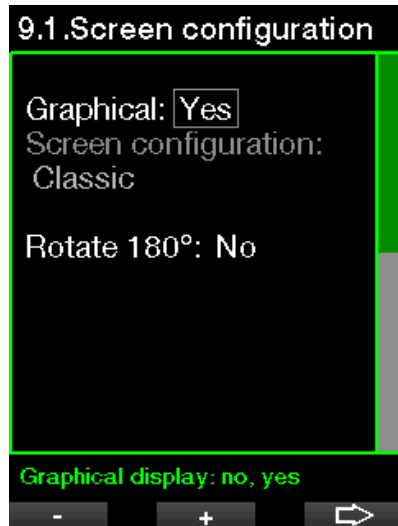 9.1.Screen configuration
Graphical: Yes
Screen configuration:
Classic
Rotate 180°: No
Graphical display: no, yes
- + ⇨